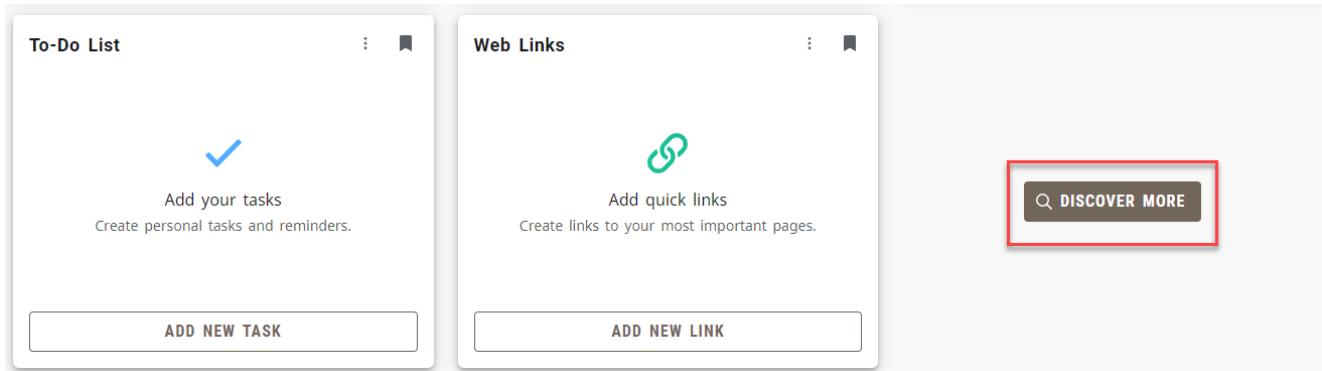 To-Do List
Add your tasks
Create personal tasks and reminders.
ADD NEW TASK
Web Links
Add quick links
Create links to your most important pages.
ADD NEW LINK
DISCOVER MORE